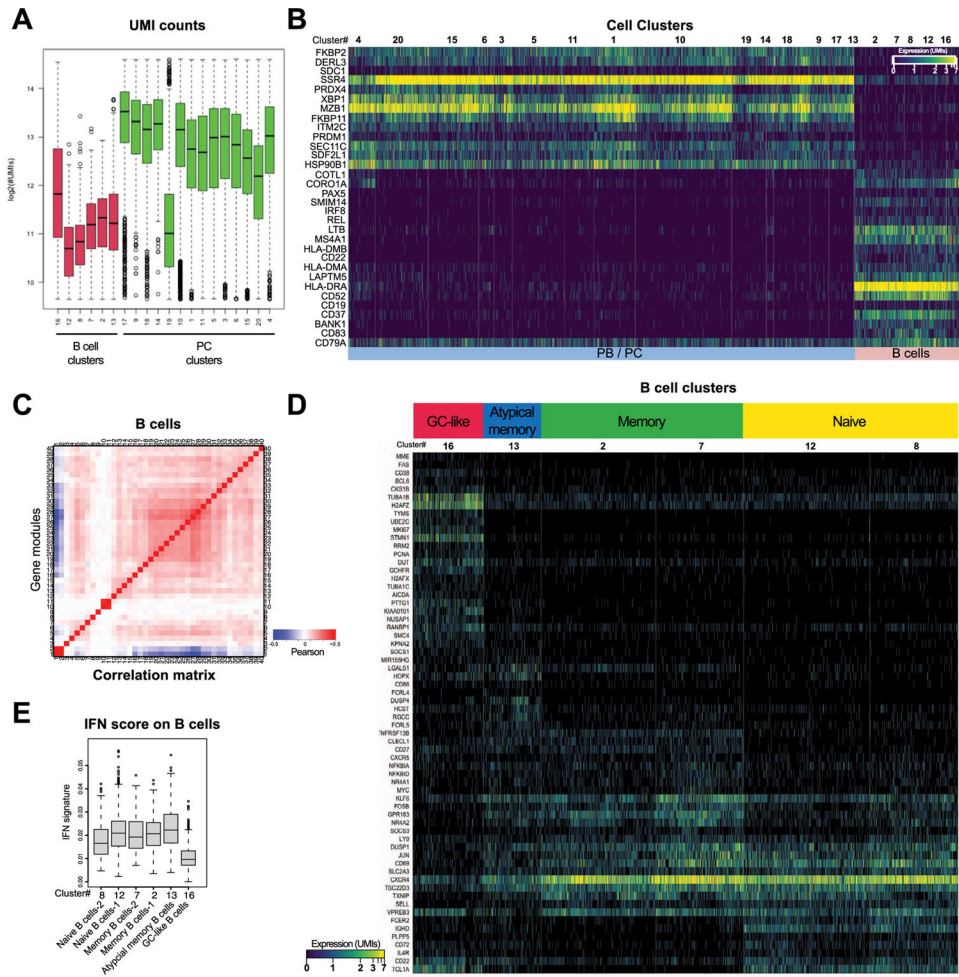 A
UMI counts
log2(#UMIs)
14
13
12
11
10
16
12
8
7
2
13
17
9
18
14
19
10
1
11
5
3
6
15
20
4
B cell
clusters
PC
clusters
B
Cell Clusters
Cluster#
4 20 15 6 3 5 11 1 10 19 14 18 9 17 13 2 7 8 12 16
Expression (UMIs)
0 1 2 3 7
FKBP2
DERL3
SDC1
SSR4
PRDX4
XBP1
MZB1
FKBP11
ITM2C
PRDM1
SEC11C
SDF2L1
HSP90B1
COTL1
CORO1A
PAX5
SMIM14
IRF8
REL
LTB
MS4A1
HLA-DMB
CD22
HLA-DMA
LAPTM5
HLA-DRA
CD52
CD19
CD37
BANK1
CD83
CD79A
PB / PC
B cells
C
B cells
Gene modules
Correlation matrix
-0.5 0 >0.5
Pearson
D
B cell clusters
GC-like
Atypical
memory
Memory
Naive
Cluster#
16 13 2 7 12 8
MME
FAS
CD38
BCL6
CKS1B
TUBA1B
H2AFZ
TYMS
UBE2C
MKI67
STMN1
RRM2
PCNA
DUT
GCHFR
H2AFX
TUBA1C
AICDA
PTTG1
KIAA0101
NUSAP1
RANBP1
SMC4
KPNA2
SOCS1
MIR155HG
LGALS1
HOPX
CD86
FCRL4
DUSP4
HCST
RGCC
FCRL5
TNFRSF13B
CLECL1
CD27
CXCR5
NFKBIA
NFKBID
NR4A1
MYC
KLF6
FOSB
GPR183
NR4A2
SOCS3
LY9
DUSP1
JUN
CD69
SLC2A3
CXCR4
TSC22D3
TXNIP
SELL
VPREB3
FCER2
IGHD
PLPP5
CD72
IL4R
CD22
TCL1A
Expression (UMIs)
0 1 2 3 7
E
IFN score on B cells
IFN signature
0.05
0.04
0.03
0.02
0.01
0.00
Cluster# 8 12 7 2 13 16
Naive B cells-2
Naive B cells-1
Memory B cells-2
Memory B cells-1
Atypcial memory B cells
GC-like B cells